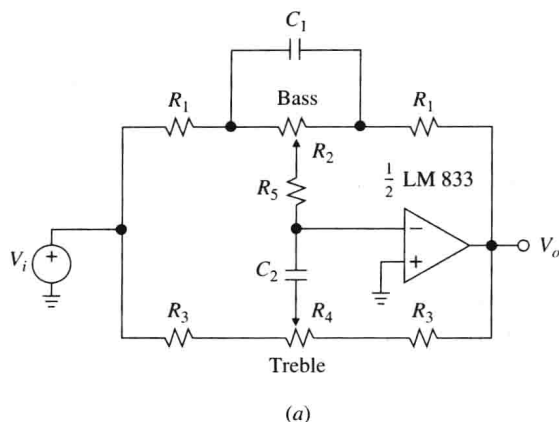 C₁
R₁
Bass
R₁
R₂
R₅
½ LM 833
−
+
Vᵢ
+
Vₒ
C₂
R₃
R₄
R₃
Treble
(a)